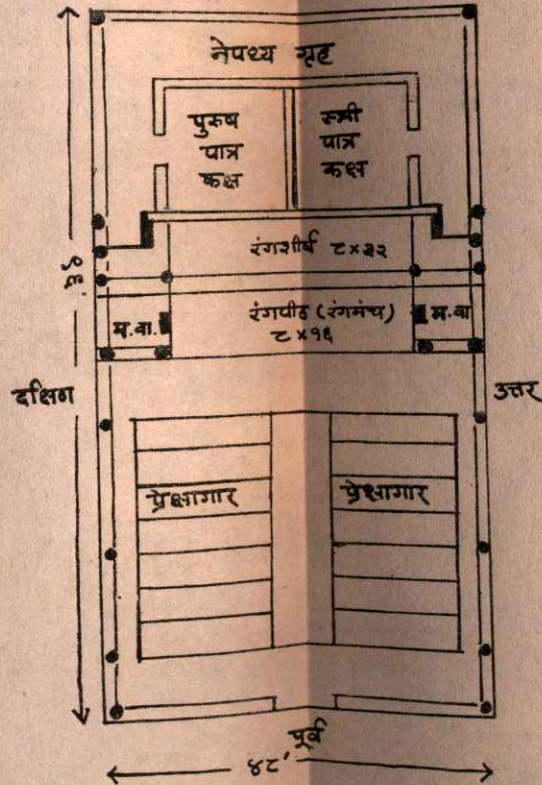 नेपथ्य गृह
पुरुष
पात्र
कक्ष
स्त्री
पात्र
कक्ष
रंगशीर्ष ८×३२
म.वा.
रंगपीठ (रंगमंच)
८×१६
म.वा
दक्षिण
उत्तर
प्रेक्षागार
प्रेक्षागार
पूर्व
४८'